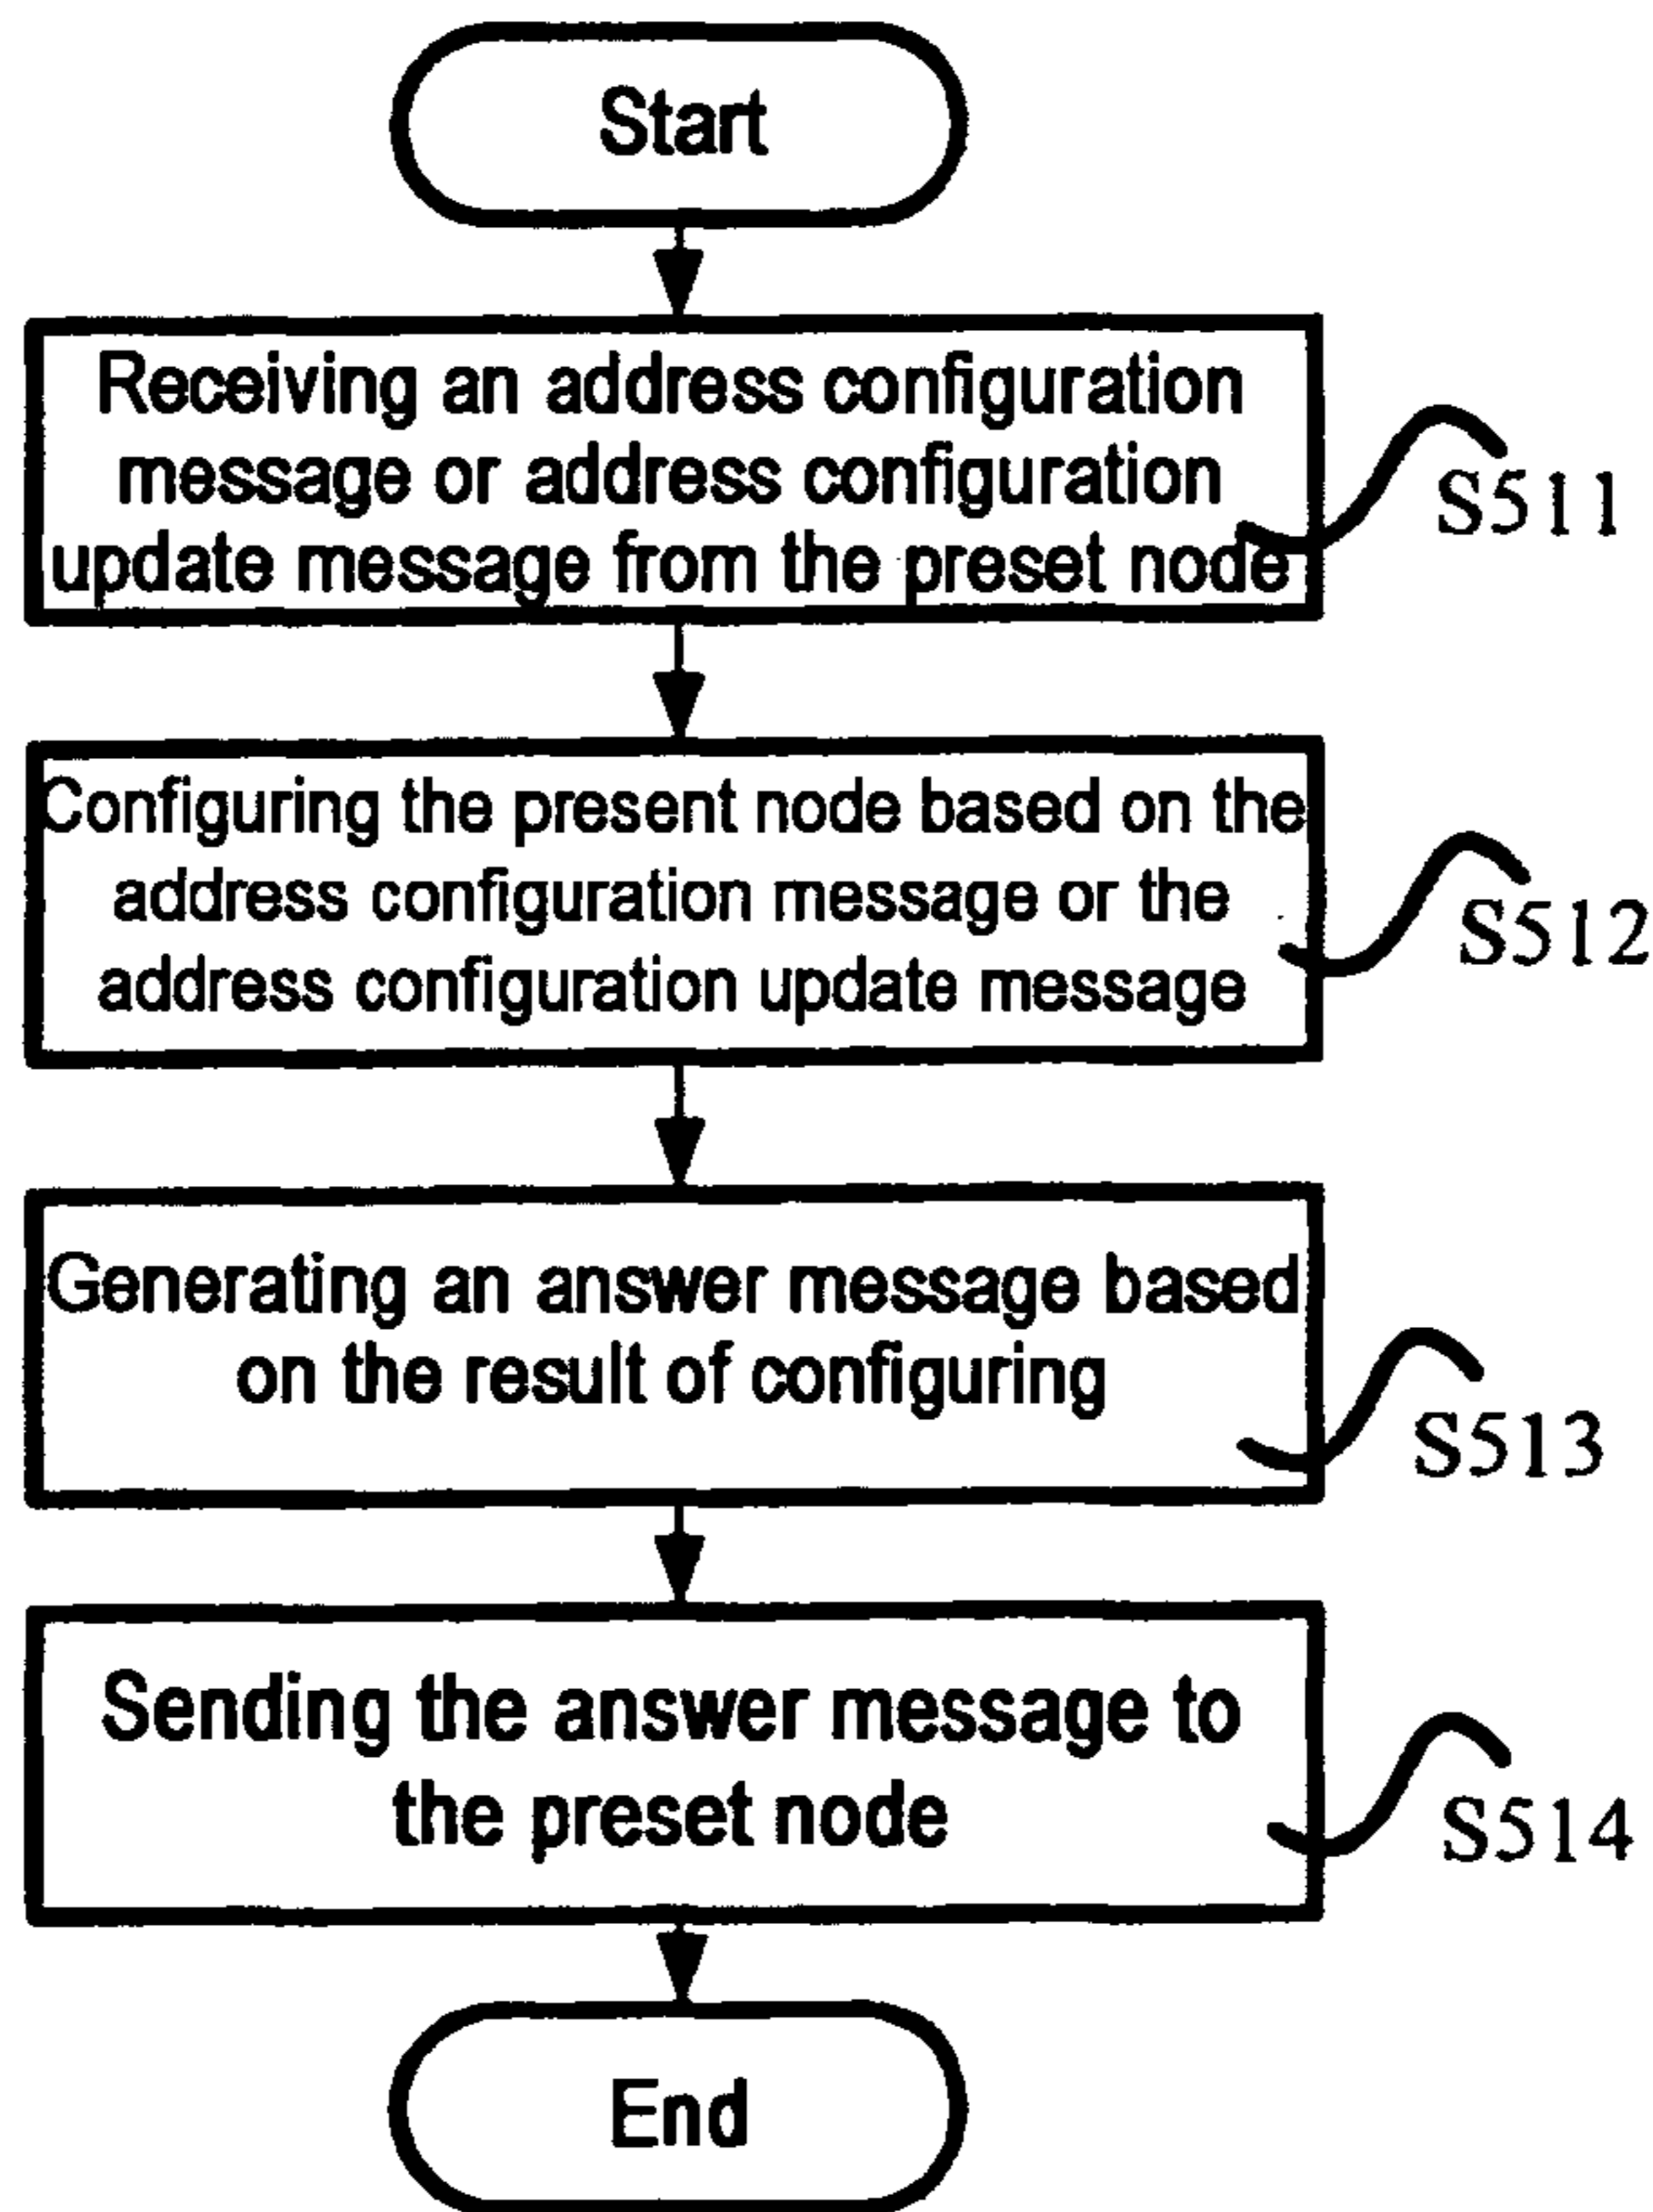 Start
Receiving an address configuration
message or address configuration
update message from the preset node
S511
Configuring the present node based on the
address configuration message or the
address configuration update message
S512
Generating an answer message based
on the result of configuring
S513
Sending the answer message to
the preset node
S514
End